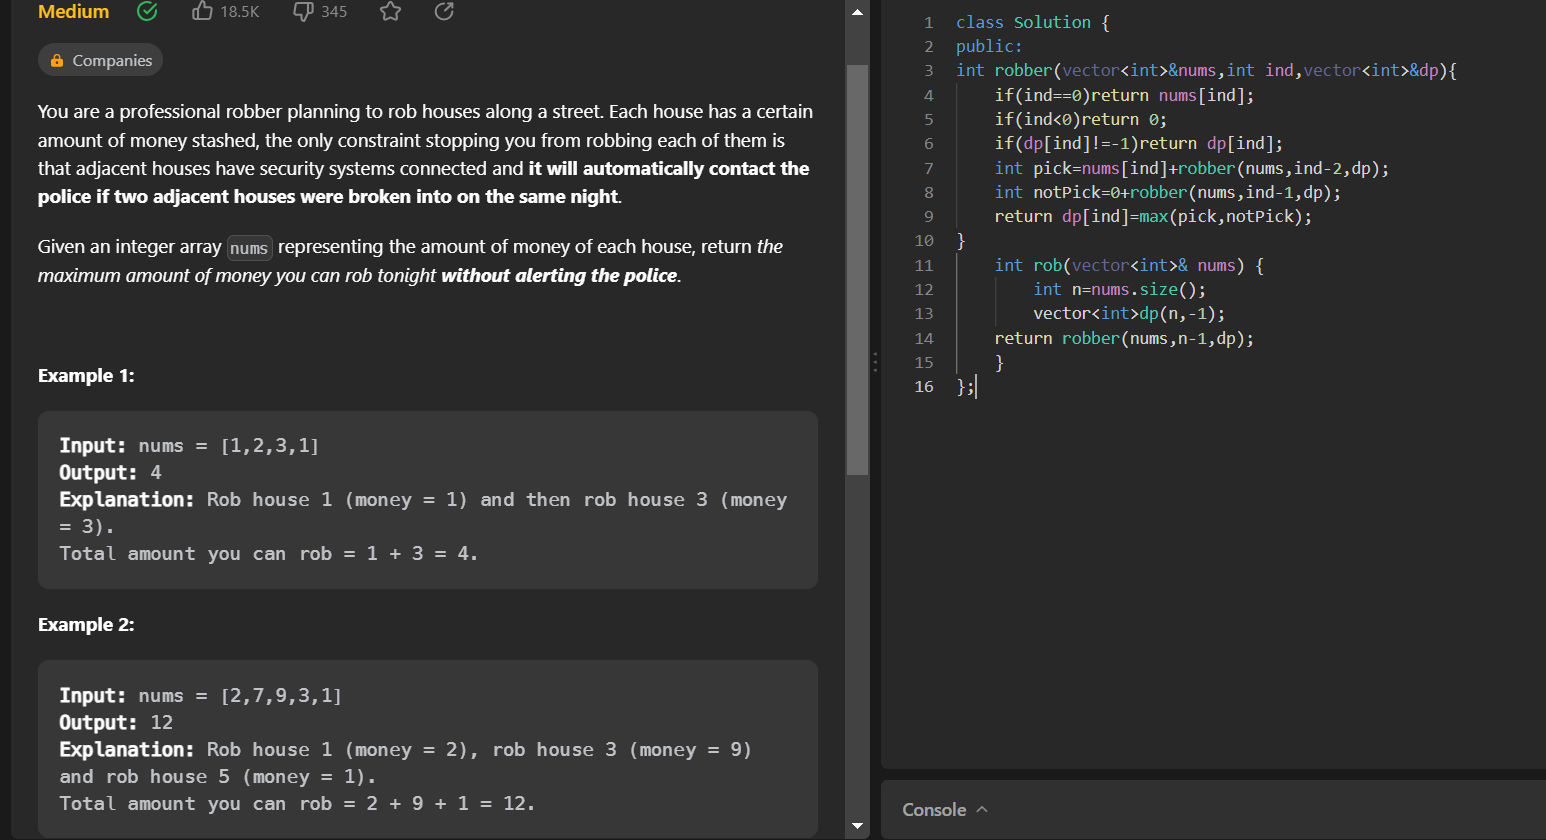 Medium 18.5K 345
Companies
You are a professional robber planning to rob houses along a street. Each house has a certain
amount of money stashed, the only constraint stopping you from robbing each of them is
that adjacent houses have security systems connected and it will automatically contact the
police if two adjacent houses were broken into on the same night.
Given an integer array nums representing the amount of money of each house, return the
maximum amount of money you can rob tonight without alerting the police.
Example 1:
Input: nums = [1,2,3,1]
Output: 4
Explanation: Rob house 1 (money = 1) and then rob house 3 (money
= 3).
Total amount you can rob = 1 + 3 = 4.
Example 2:
Input: nums = [2,7,9,3,1]
Output: 12
Explanation: Rob house 1 (money = 2), rob house 3 (money = 9)
and rob house 5 (money = 1).
Total amount you can rob = 2 + 9 + 1 = 12.
1 class Solution {
2 public:
3 int robber(vector<int>&nums,int ind,vector<int>&dp){
4 if(ind==0)return nums[ind];
5 if(ind<0)return 0;
6 if(dp[ind]!=-1)return dp[ind];
7 int pick=nums[ind]+robber(nums,ind-2,dp);
8 int notPick=0+robber(nums,ind-1,dp);
9 return dp[ind]=max(pick,notPick);
10 }
11 int rob(vector<int>& nums) {
12 int n=nums.size();
13 vector<int>dp(n,-1);
14 return robber(nums,n-1,dp);
15 }
16 };
Console